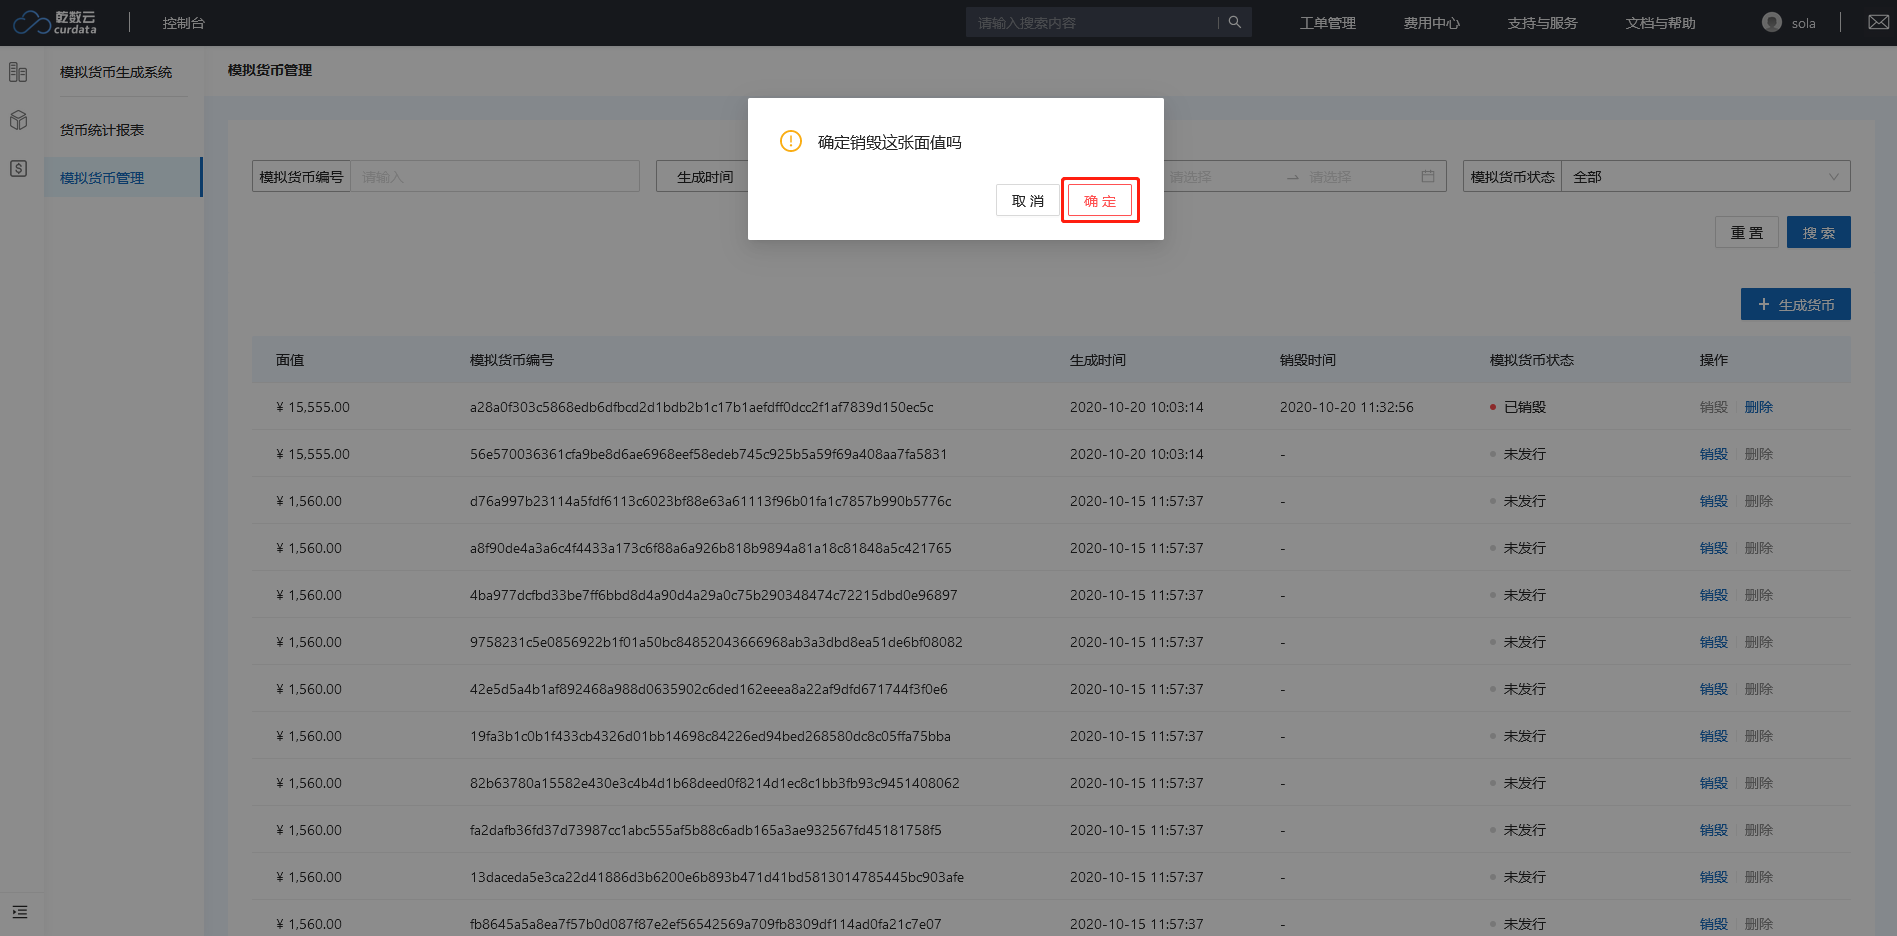 乾数云
curdata
控制台
请输入搜索内容
工单管理
费用中心
支持与服务
文档与帮助
sola
模拟货币生成系统
货币统计报表
模拟货币管理
模拟货币管理
确定销毁这张面值吗
取 消
确 定
模拟货币编号 请输入
生成时间 请选择 → 请选择
模拟货币状态 全部
重 置
搜 索
+ 生成货币
面值 模拟货币编号 生成时间 销毁时间 模拟货币状态 操作
¥ 15,555.00 a28a0f303c5868edb6dfbcd2d1bdb2b1c17b1aefdff0dcc2f1af7839d150ec5c 2020-10-20 10:03:14 2020-10-20 11:32:56 已销毁 销毁 删除
¥ 15,555.00 56e570036361cfa9be8d6ae6968eef58edeb745c925b5a59f69a408aa7fa5831 2020-10-20 10:03:14 - 未发行 销毁 删除
¥ 1,560.00 d76a997b23114a5fdf6113c6023bf88e63a61113f96b01fa1c7857b990b5776c 2020-10-15 11:57:37 - 未发行 销毁 删除
¥ 1,560.00 a8f90de4a3a6c4f4433a173c6f88a6a926b818b9894a81a18c81848a5c421765 2020-10-15 11:57:37 - 未发行 销毁 删除
¥ 1,560.00 4ba977dcfbd33be7ff6bbd8d4a90d4a29a0c75b290348474c72215dbd0e96897 2020-10-15 11:57:37 - 未发行 销毁 删除
¥ 1,560.00 9758231c5e0856922b1f01a50bc84852043666968ab3a3dbd8ea51de6bf08082 2020-10-15 11:57:37 - 未发行 销毁 删除
¥ 1,560.00 42e5d5a4b1af892468a988d0635902c6ded162eeea8a22af9dfd671744f3f0e6 2020-10-15 11:57:37 - 未发行 销毁 删除
¥ 1,560.00 19fa3b1c0b1f433cb4326d01bb14698c84226ed94bed268580dc8c05ffa75bba 2020-10-15 11:57:37 - 未发行 销毁 删除
¥ 1,560.00 82b63780a15582e430e3c4b4d1b68deed0f8214d1ec8c1bb3fb93c9451408062 2020-10-15 11:57:37 - 未发行 销毁 删除
¥ 1,560.00 fa2dafb36fd37d73987cc1abc555af5b88c6adb165a3ae932567fd45181758f5 2020-10-15 11:57:37 - 未发行 销毁 删除
¥ 1,560.00 13daceda5e3ca22d41886d3b6200e6b893b471d41bd5813014785445bc903afe 2020-10-15 11:57:37 - 未发行 销毁 删除
¥ 1,560.00 fb8645a5a8ea7f57b0d087f87e2ef56542569a709fb8309df114ad0fa21c7e07 2020-10-15 11:57:37 - 未发行 销毁 删除